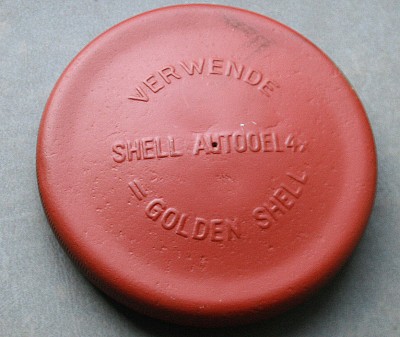 VERWENDE
SHELL AUTOOEL 4x
= GOLDEN SHELL